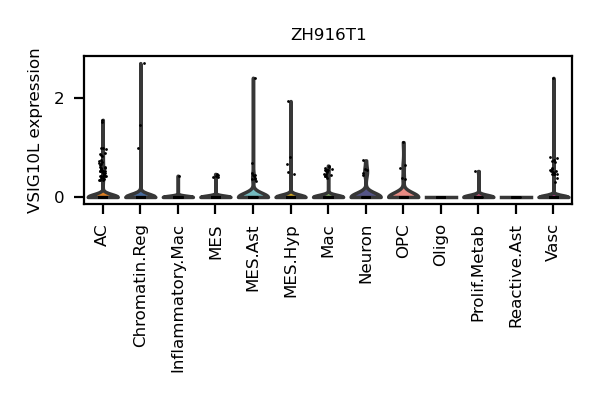 ZH916T1
VSIG10L expression
2
0
AC
Chromatin.Reg
Inflammatory.Mac
MES
MES.Ast
MES.Hyp
Mac
Neuron
OPC
Oligo
Prolif.Metab
Reactive.Ast
Vasc